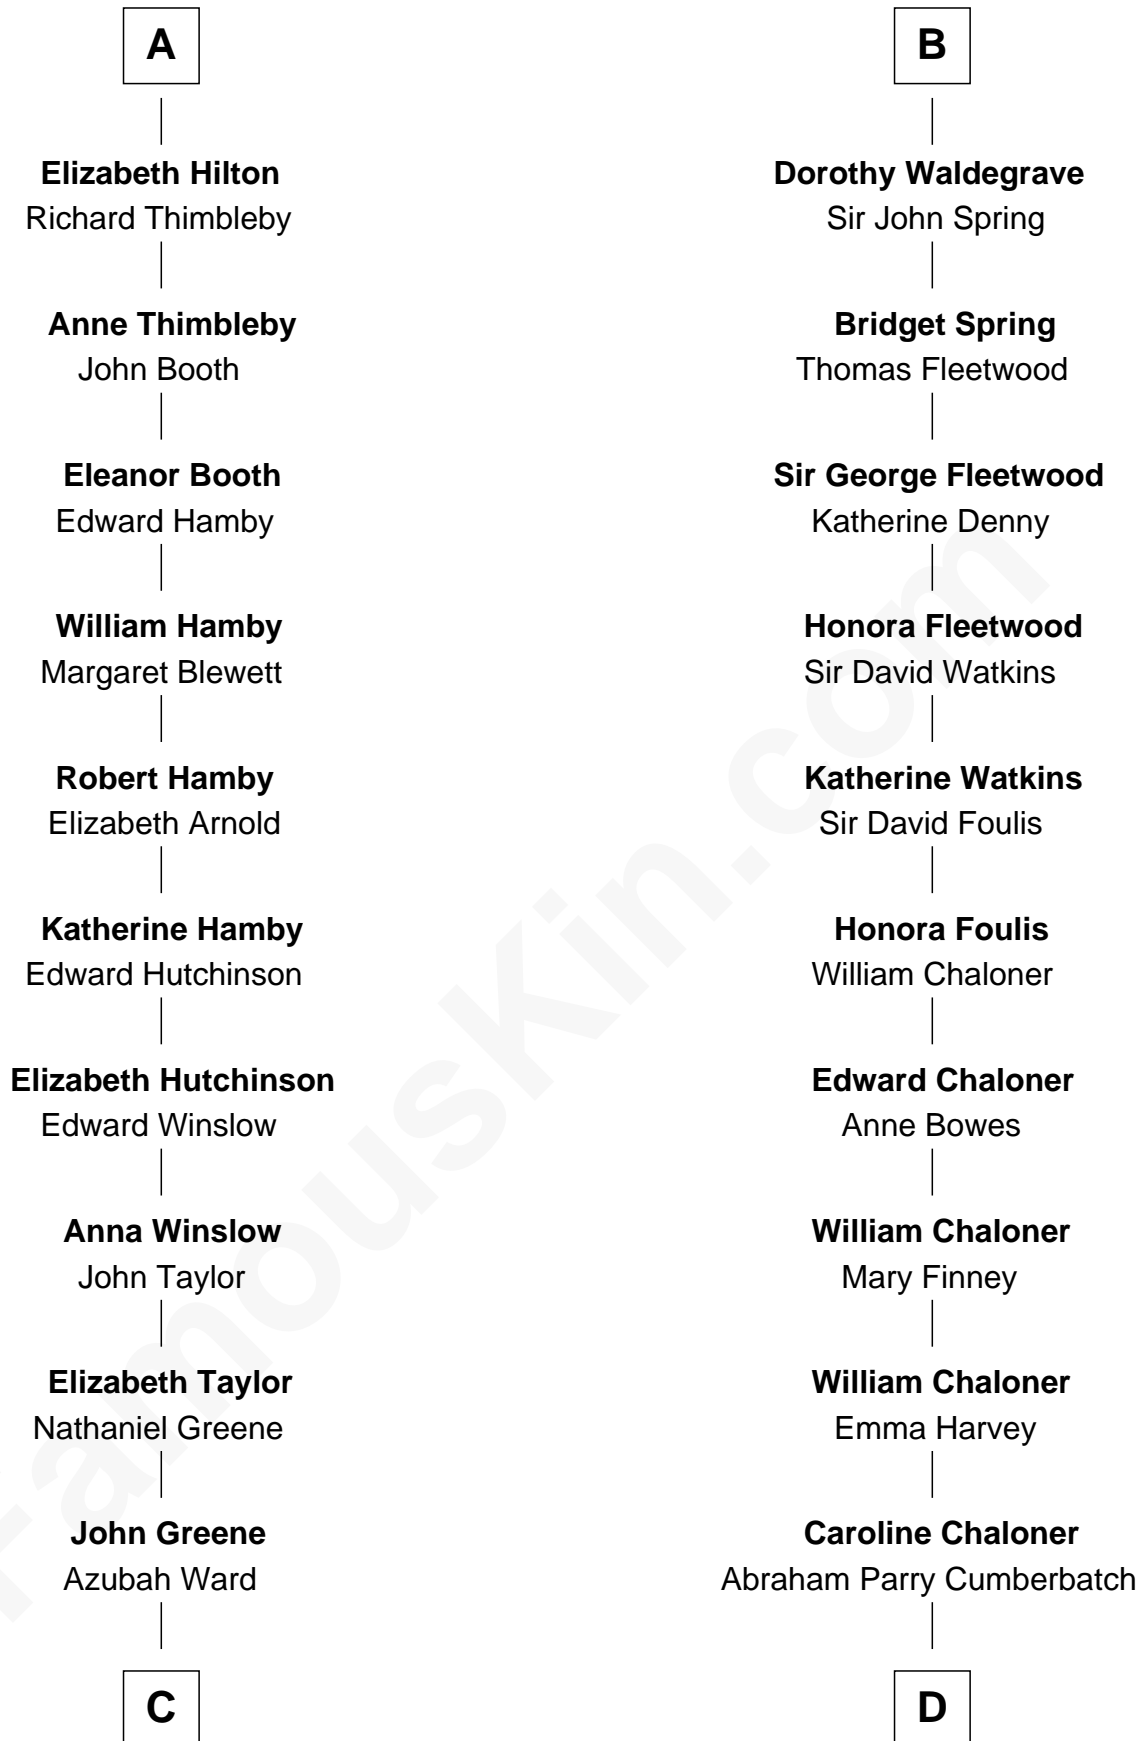 A
Elizabeth Hilton
Richard Thimbleby
Anne Thimbleby
John Booth
Eleanor Booth
Edward Hamby
William Hamby
Margaret Blewett
Robert Hamby
Elizabeth Arnold
Katherine Hamby
Edward Hutchinson
Elizabeth Hutchinson
Edward Winslow
Anna Winslow
John Taylor
Elizabeth Taylor
Nathaniel Greene
John Greene
Azubah Ward
C
B
Dorothy Waldegrave
Sir John Spring
Bridget Spring
Thomas Fleetwood
Sir George Fleetwood
Katherine Denny
Honora Fleetwood
Sir David Watkins
Katherine Watkins
Sir David Foulis
Honora Foulis
William Chaloner
Edward Chaloner
Anne Bowes
William Chaloner
Mary Finney
William Chaloner
Emma Harvey
Caroline Chaloner
Abraham Parry Cumberbatch
D
FamousKin.com